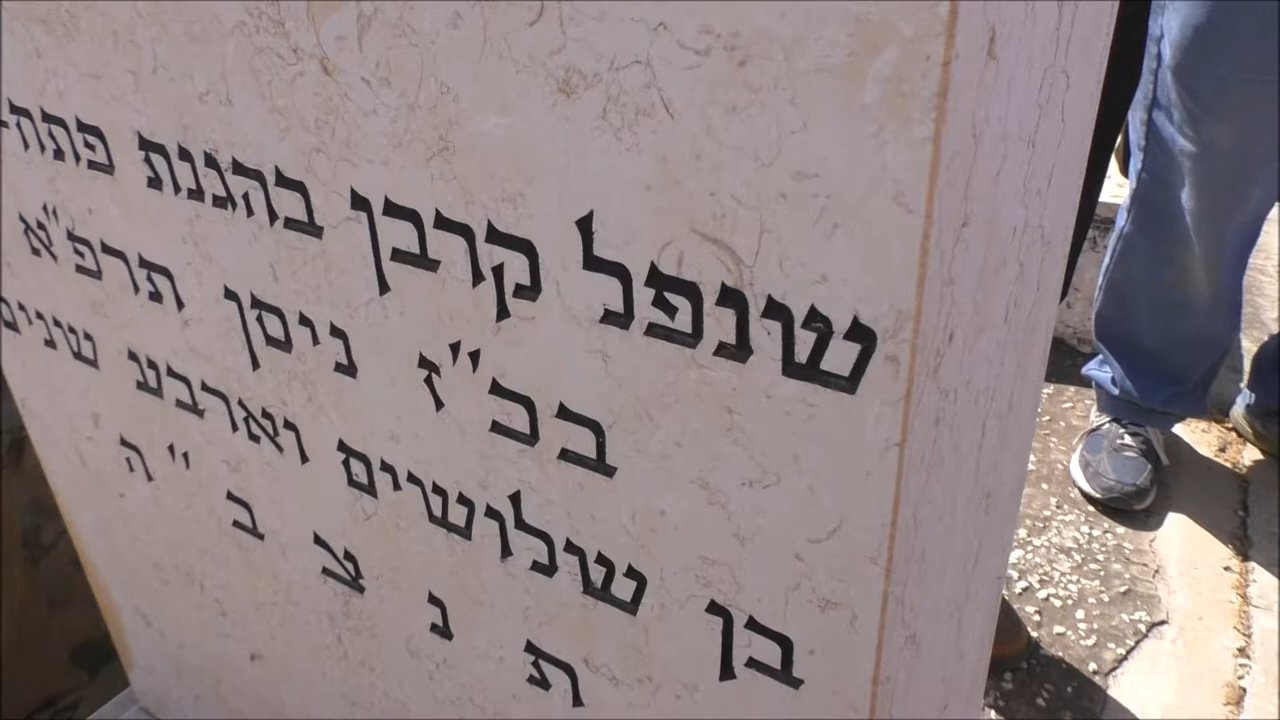 שנפל קרבן בהגנת פתח-
בכ״ז ניסן תרפ״א
בן שלושים וארבע שנים
ת נ צ ב ״ ה